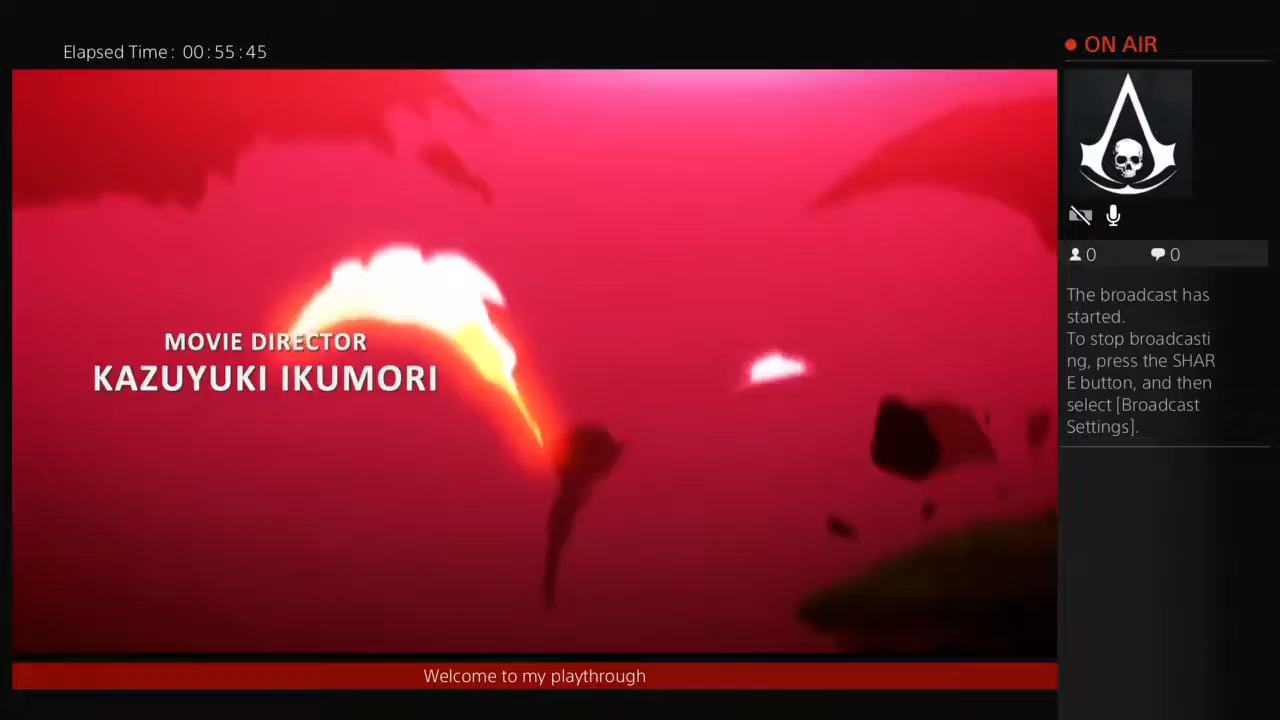 Elapsed Time: 00:55:45
ON AIR
MOVIE DIRECTOR
KAZUYUKI IKUMORI
0
0
The broadcast has
started.
To stop broadcasti
ng, press the SHAR
E button, and then
select [Broadcast
Settings].
Welcome to my playthrough